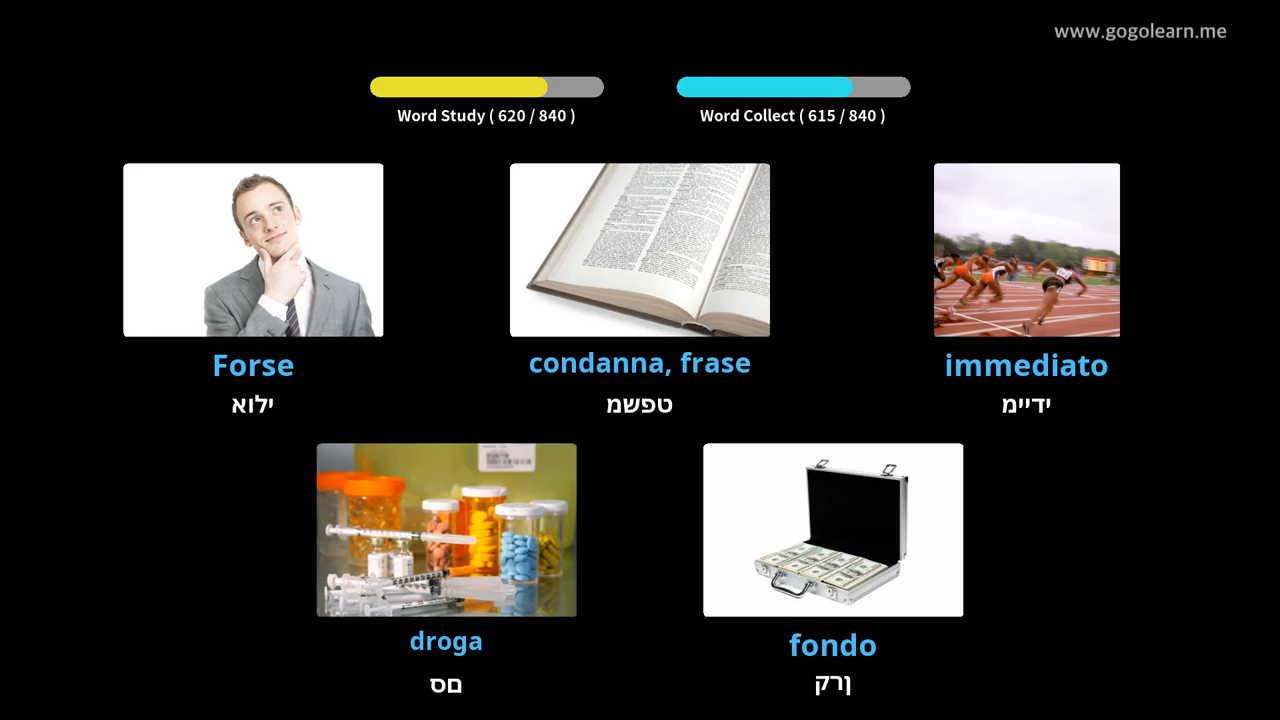 www.gogolearn.me
Word Study ( 620 / 840 )
Word Collect ( 615 / 840 )
Forse
ילוא
condanna, frase
טפשמ
immediato
ידיימ
droga
םס
fondo
ןרק